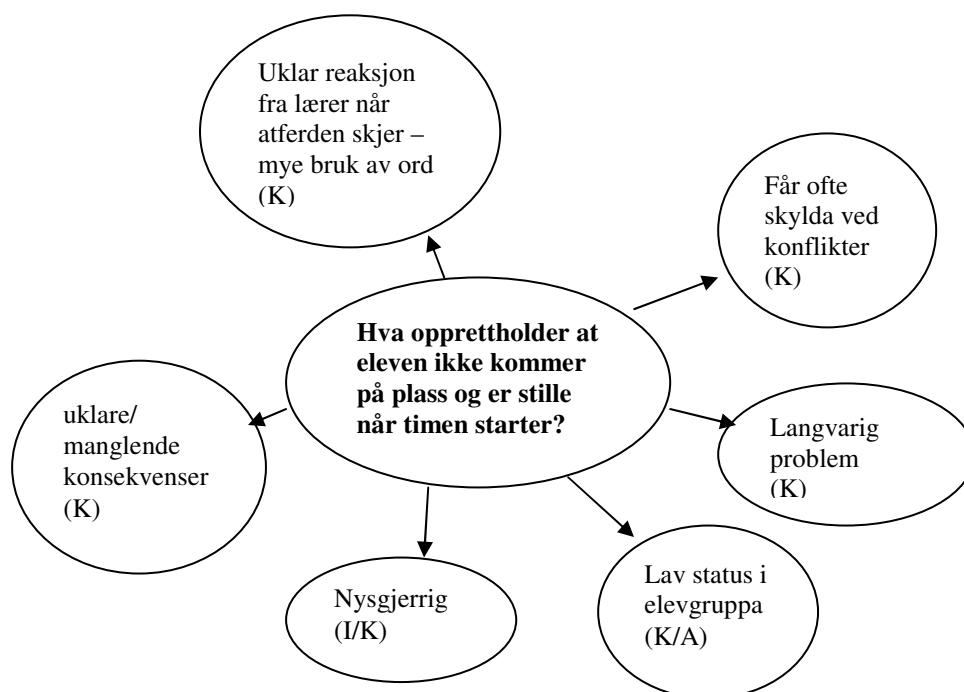 Uklar reaksjon
fra lærer når
atferden skjer –
mye bruk av ord
(K)
Får ofte
skylda ved
konflikter
(K)
Hva opprettholder at
eleven ikke kommer
på plass og er stille
når timen starter?
uklare/
manglende
konsekvenser
(K)
Langvarig
problem
(K)
Nysgjerrig
(I/K)
Lav status i
elevgruppa
(K/A)